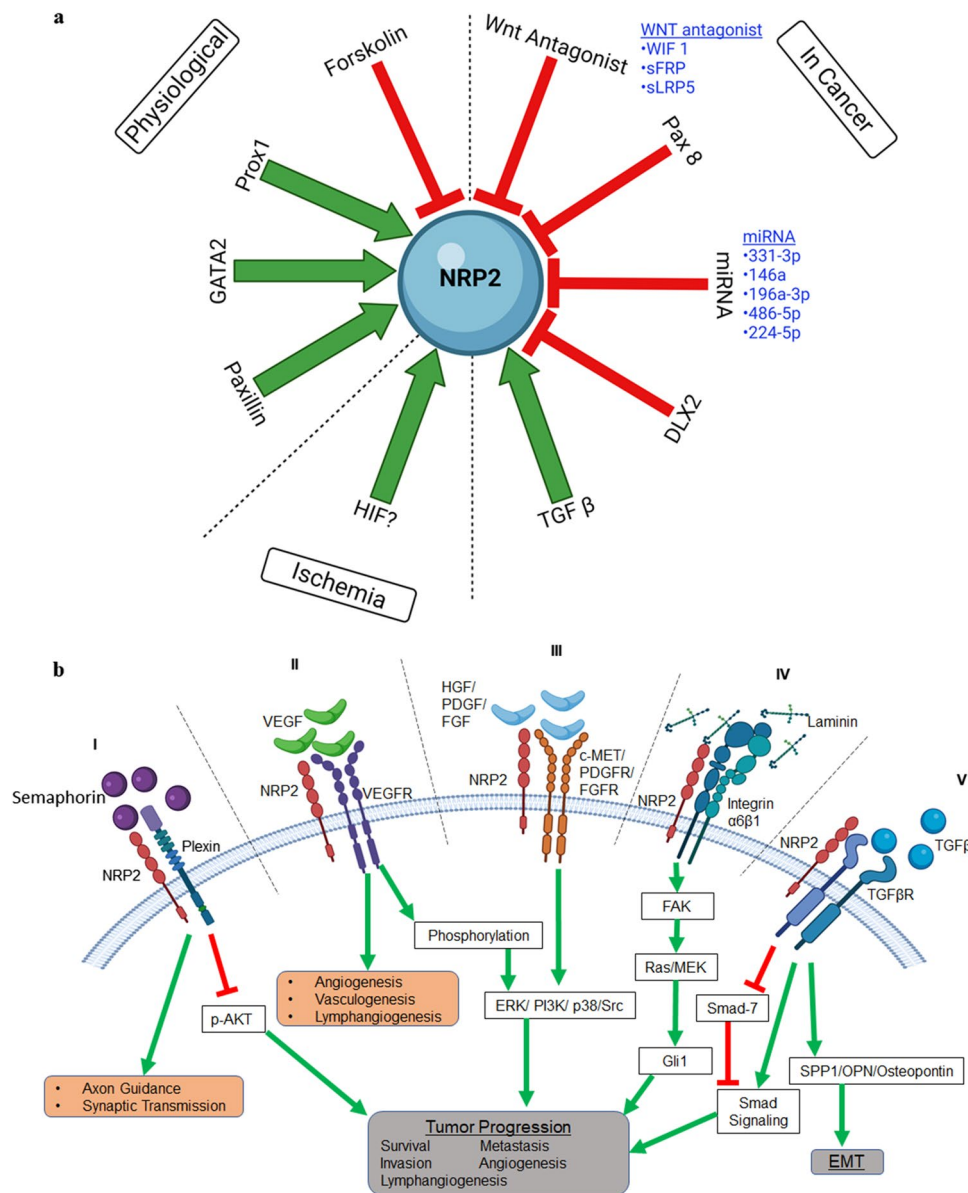 a
Physiological
Forskolin
Wnt Antagonist
WNT antagonist
•WIF 1
•sFRP
•sLRP5
In Cancer
Prox1
Pax 8
GATA2
NRP2
miRNA
miRNA
•331-3p
•146a
•196a-3p
•486-5p
•224-5p
Paxillin
DLX2
HIF?
TGF β
Ischemia
b
I
Semaphorin
Plexin
NRP2
II
VEGF
NRP2
VEGFR
III
HGF/
PDGF/
FGF
NRP2
c-MET/
PDGFR/
FGFR
IV
Laminin
NRP2
Integrin
α6β1
V
NRP2
TGFβ
TGFβR
p-AKT
• Axon Guidance
• Synaptic Transmission
Phosphorylation
• Angiogenesis
• Vasculogenesis
• Lymphangiogenesis
ERK/ PI3K/ p38/Src
FAK
Ras/MEK
Gli1
Smad-7
Smad
Signaling
SPP1/OPN/Osteopontin
EMT
Tumor Progression
Survival Metastasis
Invasion Angiogenesis
Lymphangiogenesis